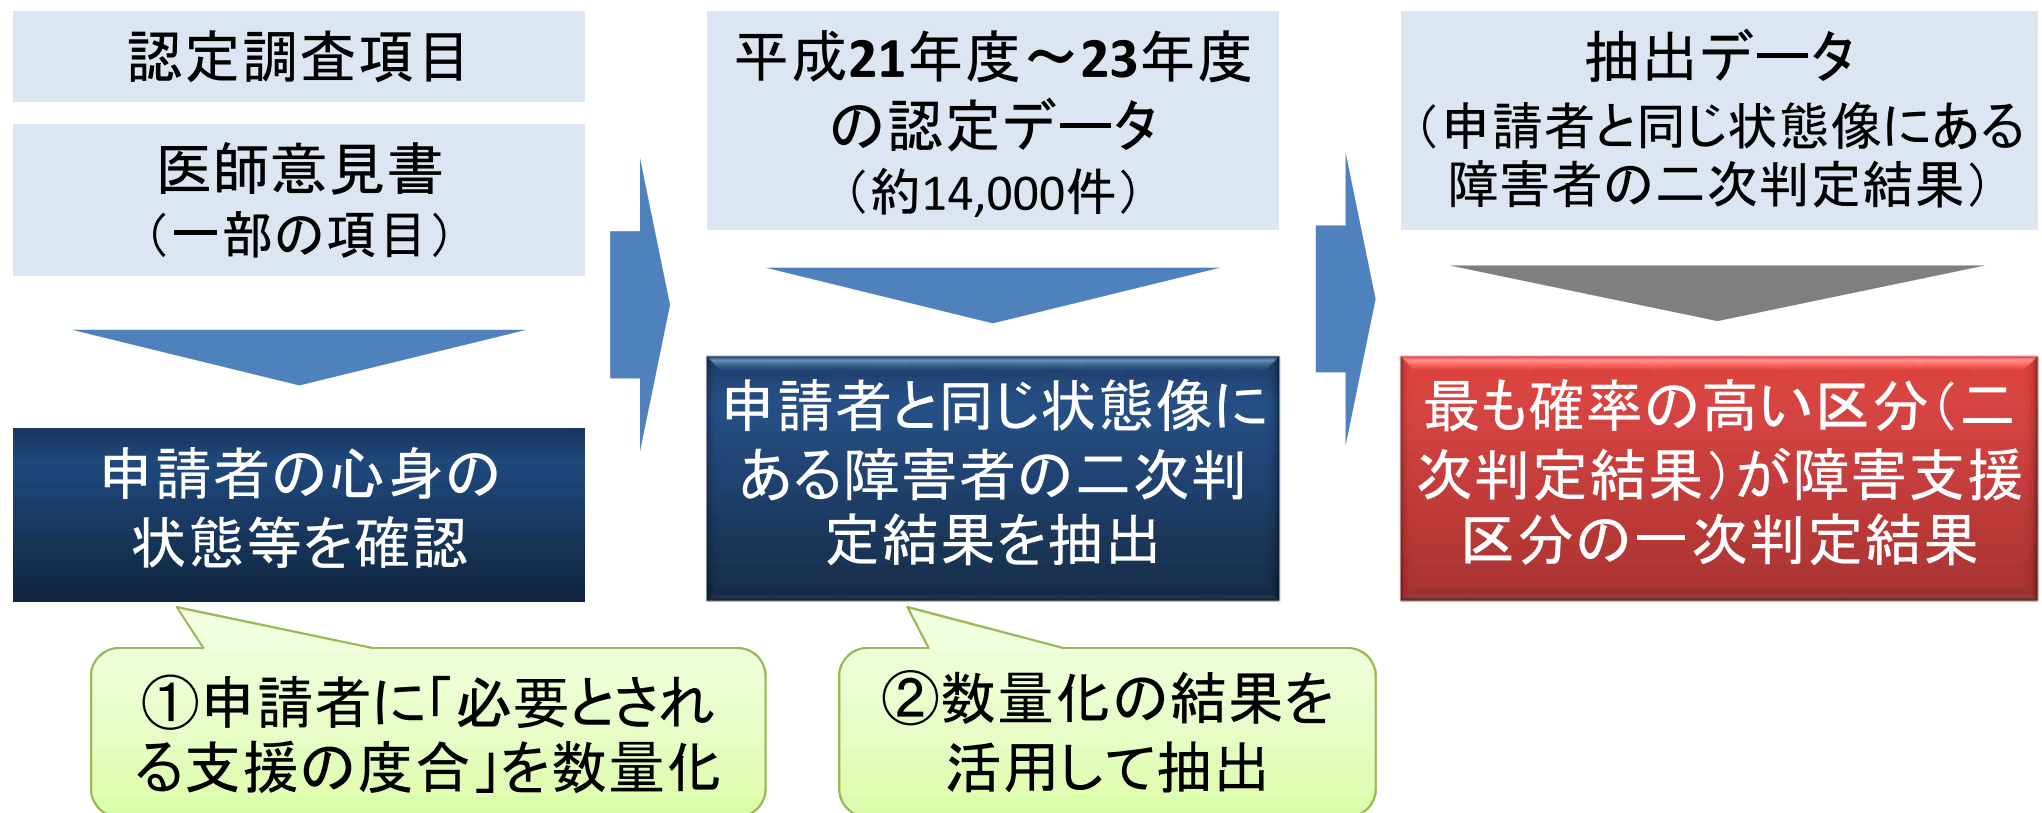 認定調査項目
医師意見書
（一部の項目）
申請者の心身の
状態等を確認
①申請者に「必要とされ
る支援の度合」を数量化
平成21年度～23年度
の認定データ
（約14,000件）
申請者と同じ状態像に
ある障害者の二次判
定結果を抽出
②数量化の結果を
活用して抽出
抽出データ
（申請者と同じ状態像にある
障害者の二次判定結果）
最も確率の高い区分（二
次判定結果）が障害支援
区分の一次判定結果